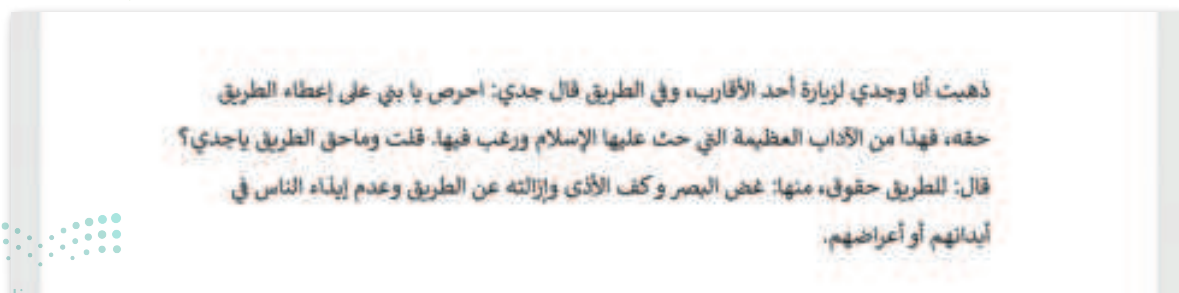 ذهبت أنا وجدي لزيارة أحد الأقارب، وفي الطريق قال جدي: احرص يا بني على إعطاء الطريق
حقه، فهذا من الآداب العظيمة التي حث عليها الإسلام ورغب فيها. قلت وماحق الطريق ياجدي؟
قال: للطريق حقوق، منها: غض البصر و كف الأذى وإزالته عن الطريق وعدم إيذاء الناس في
أبدانهم أو أعراضهم.